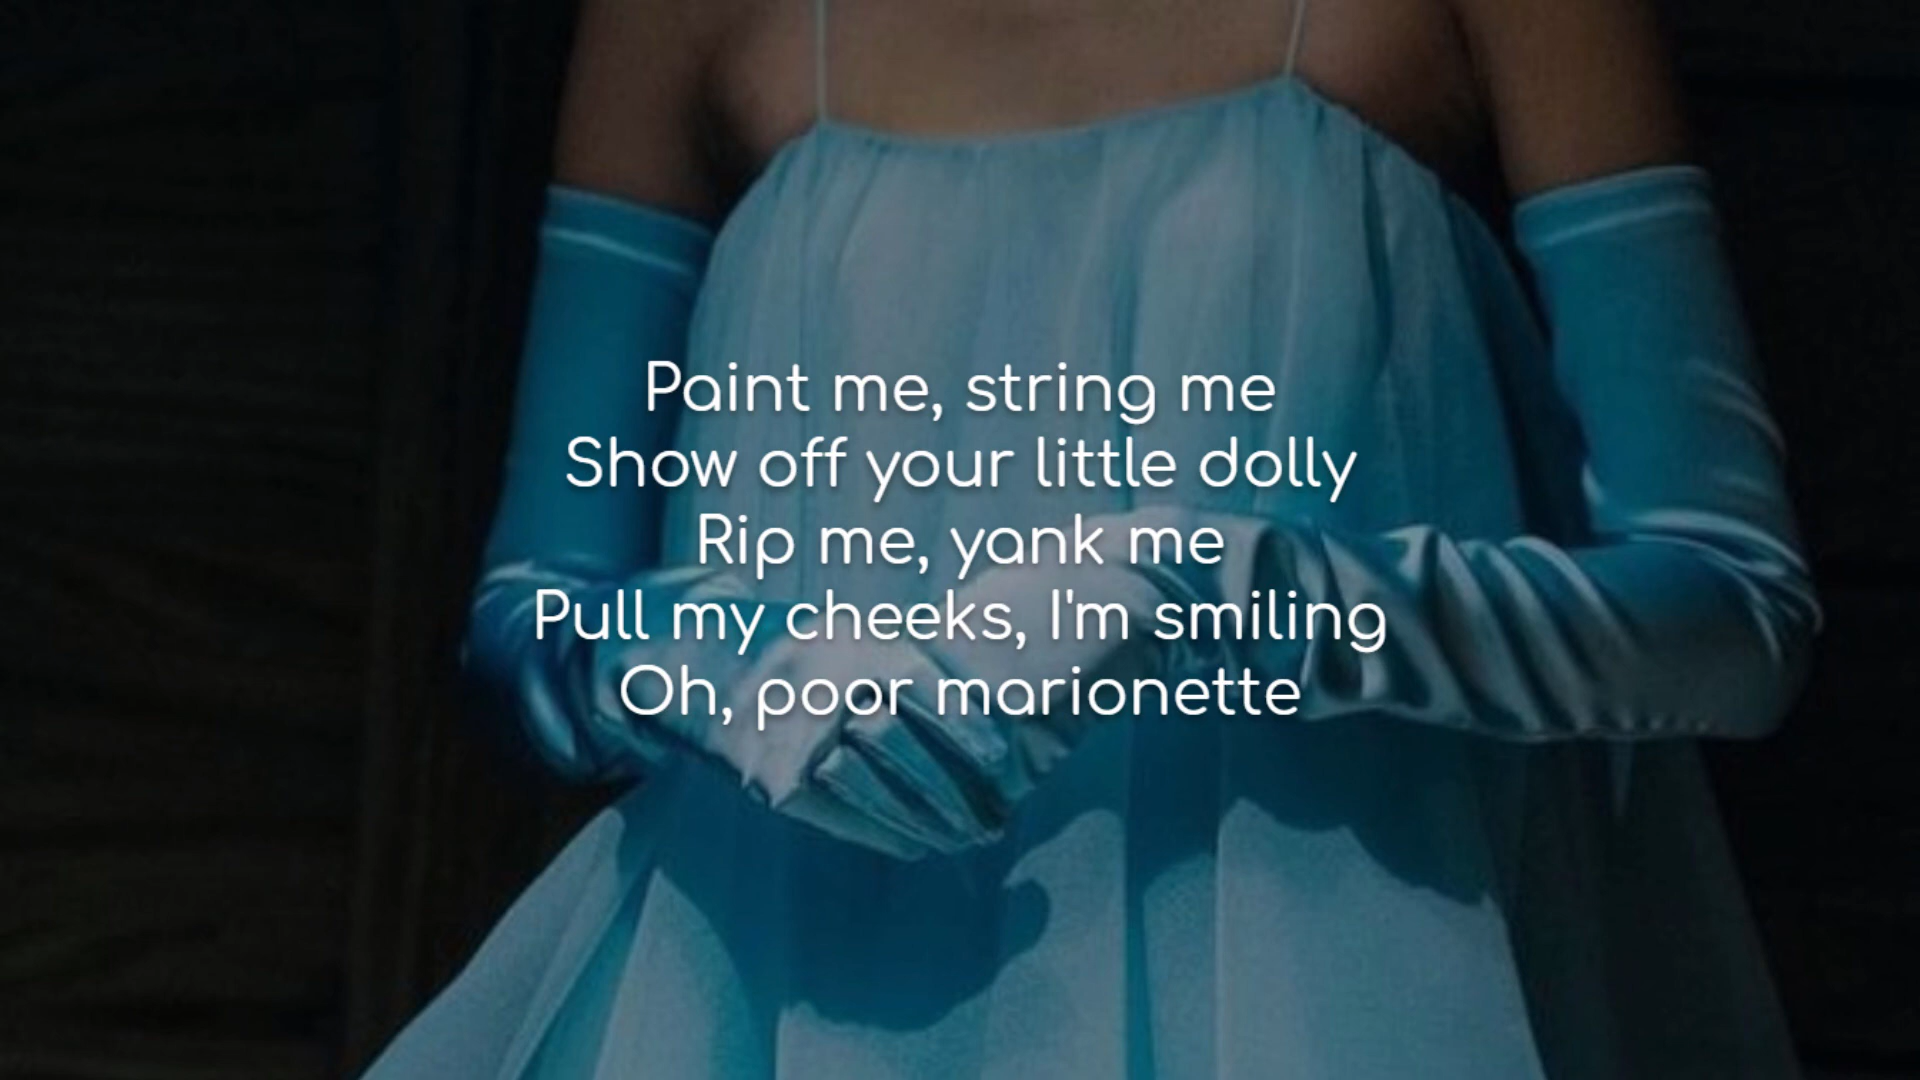 Paint me, string me
Show off your little dolly
Rip me, yank me
Pull my cheeks, I'm smiling
Oh, poor marionette